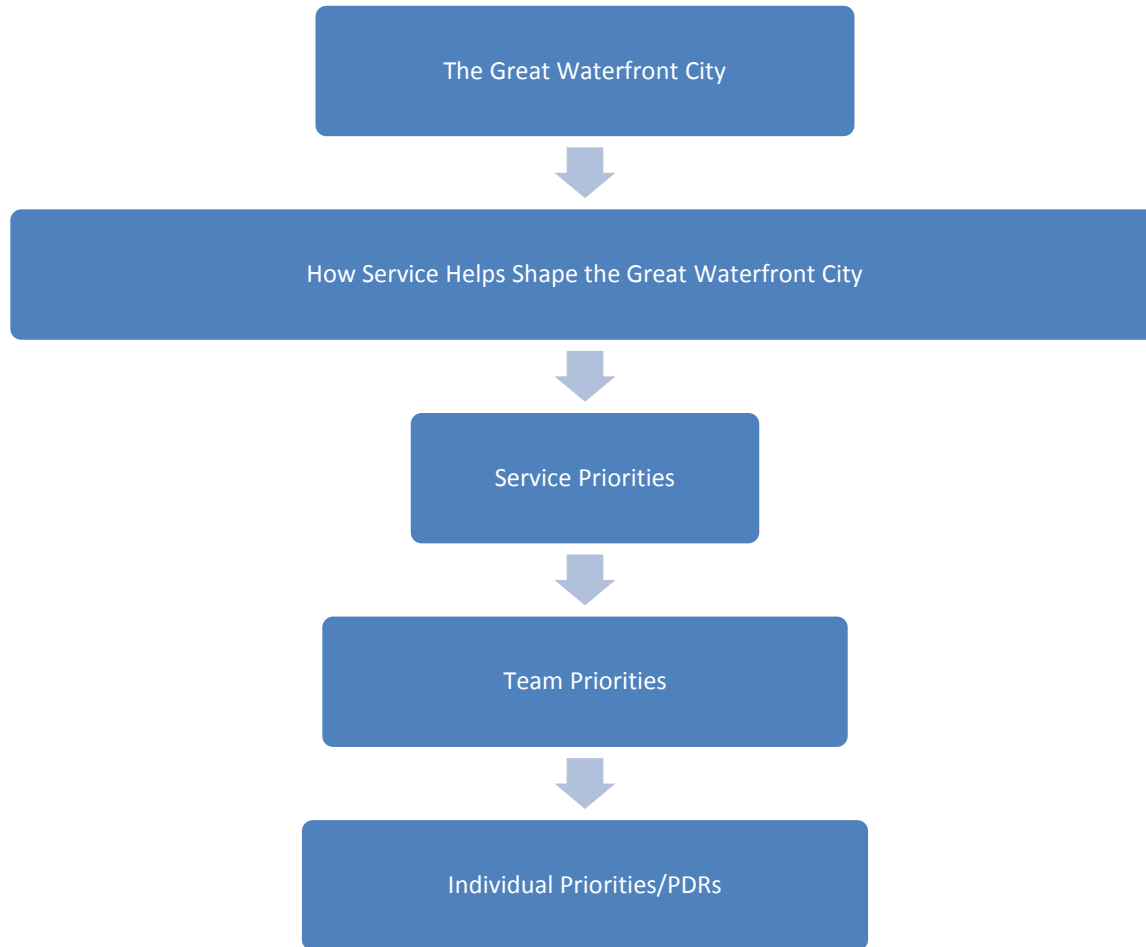 The Great Waterfront City
How Service Helps Shape the Great Waterfront City
Service Priorities
Team Priorities
Individual Priorities/PDRs